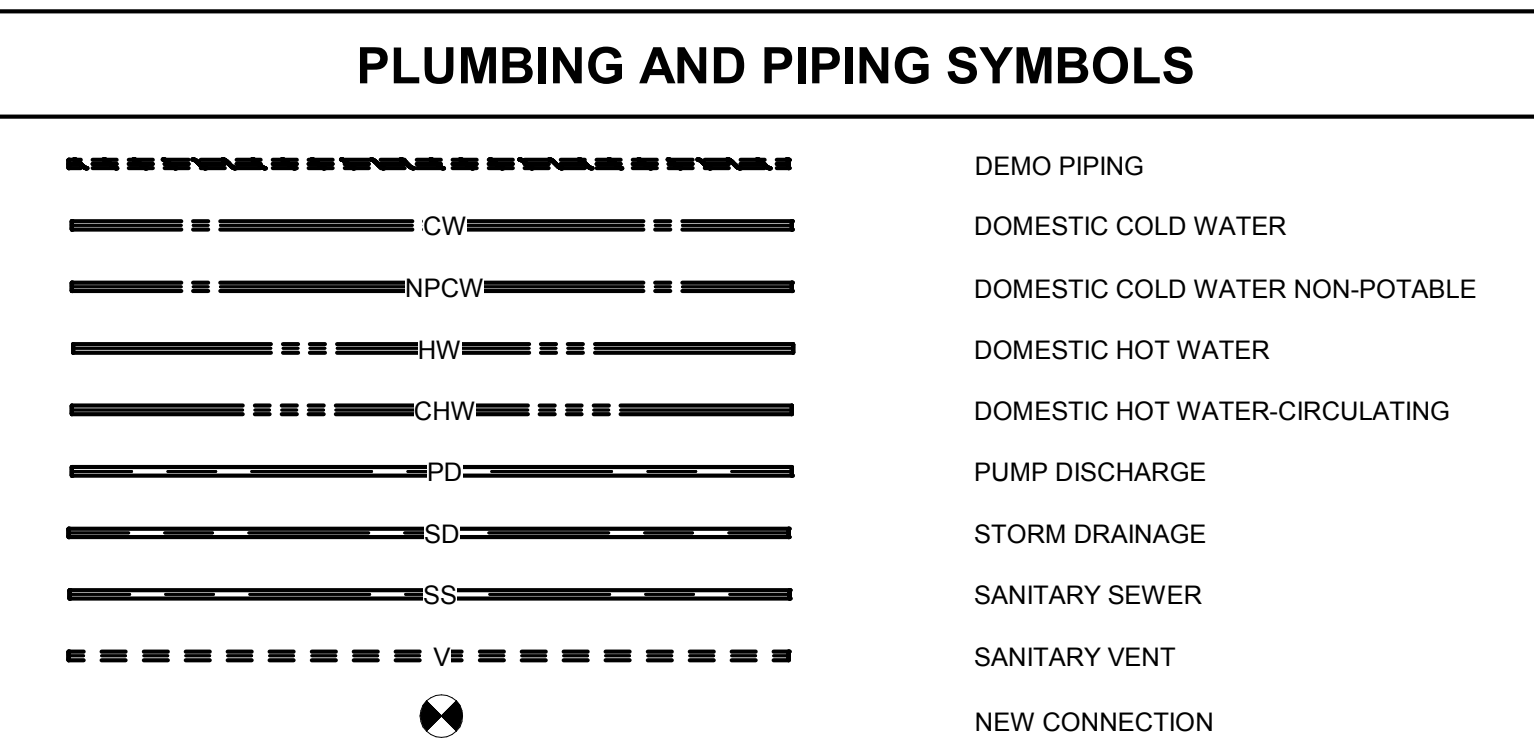 PLUMBING AND PIPING SYMBOLS
DEMO PIPING
CW DOMESTIC COLD WATER
NPCW DOMESTIC COLD WATER NON-POTABLE
HW DOMESTIC HOT WATER
CHW DOMESTIC HOT WATER-CIRCULATING
PD PUMP DISCHARGE
SD STORM DRAINAGE
SS SANITARY SEWER
V SANITARY VENT
NEW CONNECTION